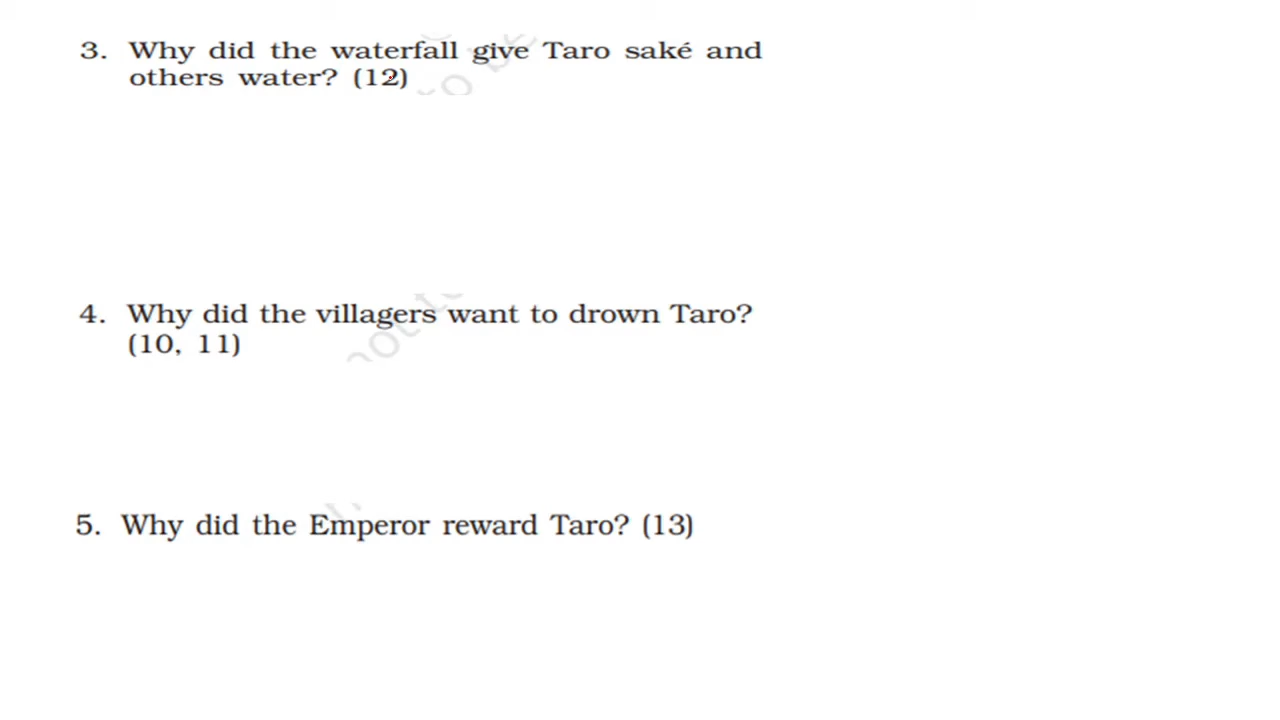 3. Why did the waterfall give Taro saké and
others water? (12)
4. Why did the villagers want to drown Taro?
(10, 11)
5. Why did the Emperor reward Taro? (13)